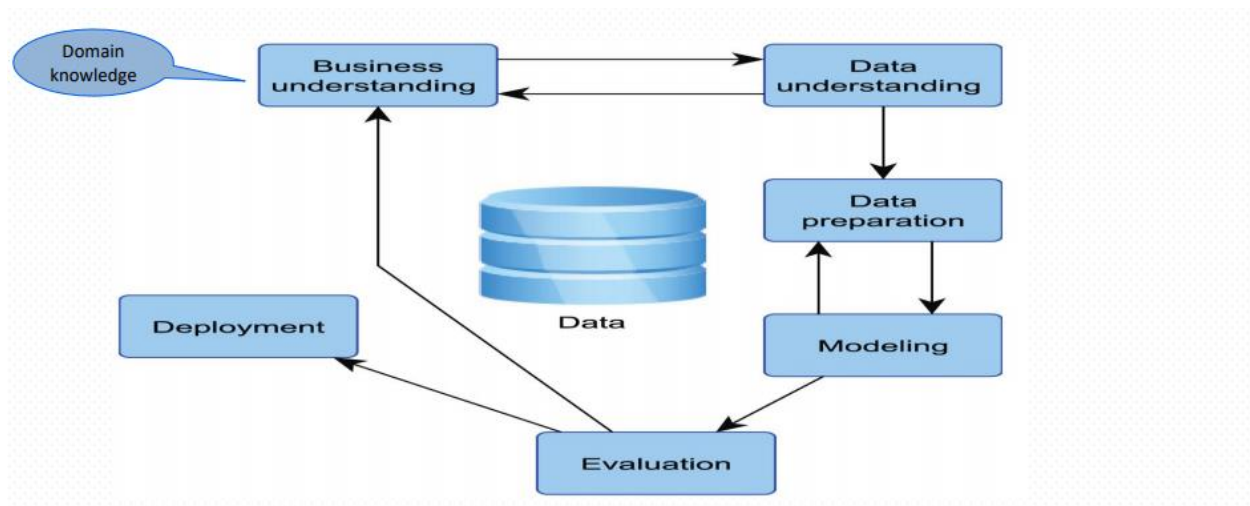 Domain
knowledge
Business
understanding
Data
understanding
Data
preparation
Data
Deployment
Modeling
Evaluation